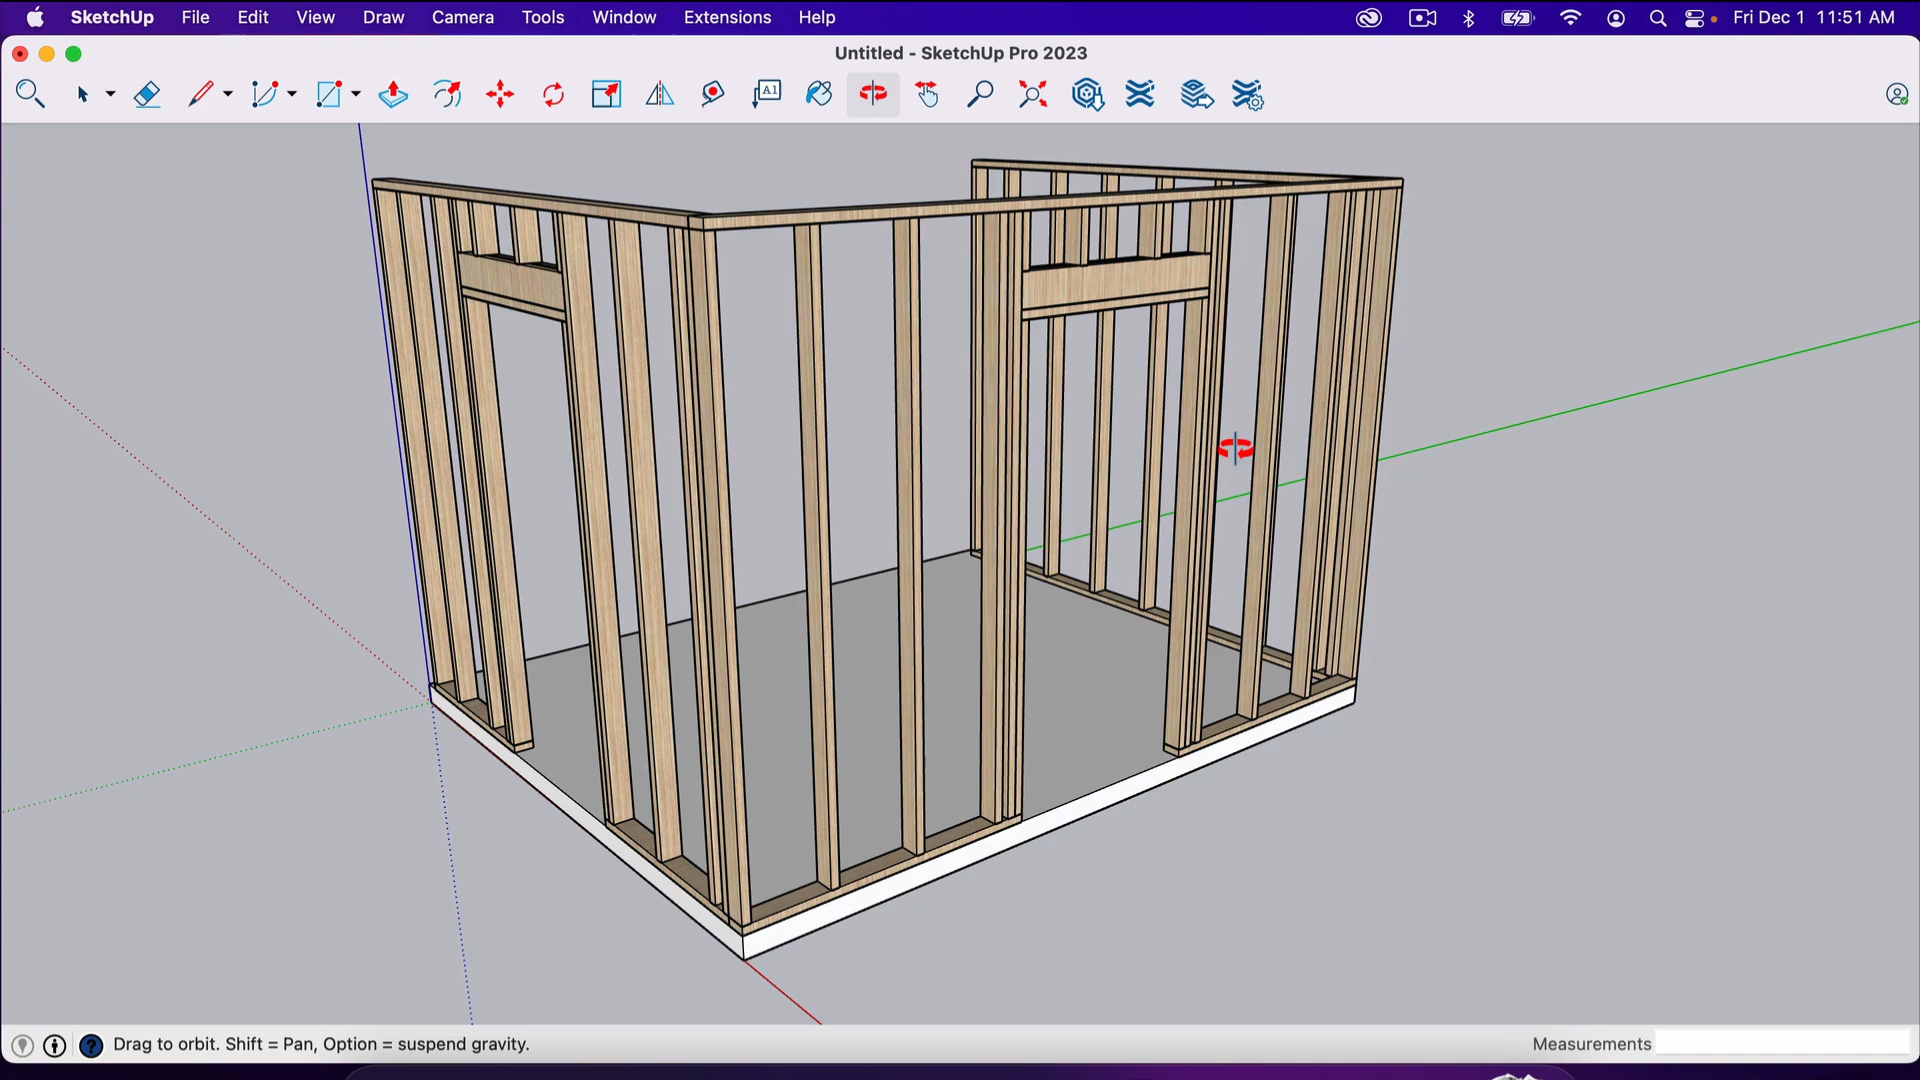 SketchUp File Edit View Draw Camera Tools Window Extensions Help Fri Dec 1 11:51 AM
Untitled - SketchUp Pro 2023
A1
Drag to orbit. Shift = Pan, Option = suspend gravity. Measurements